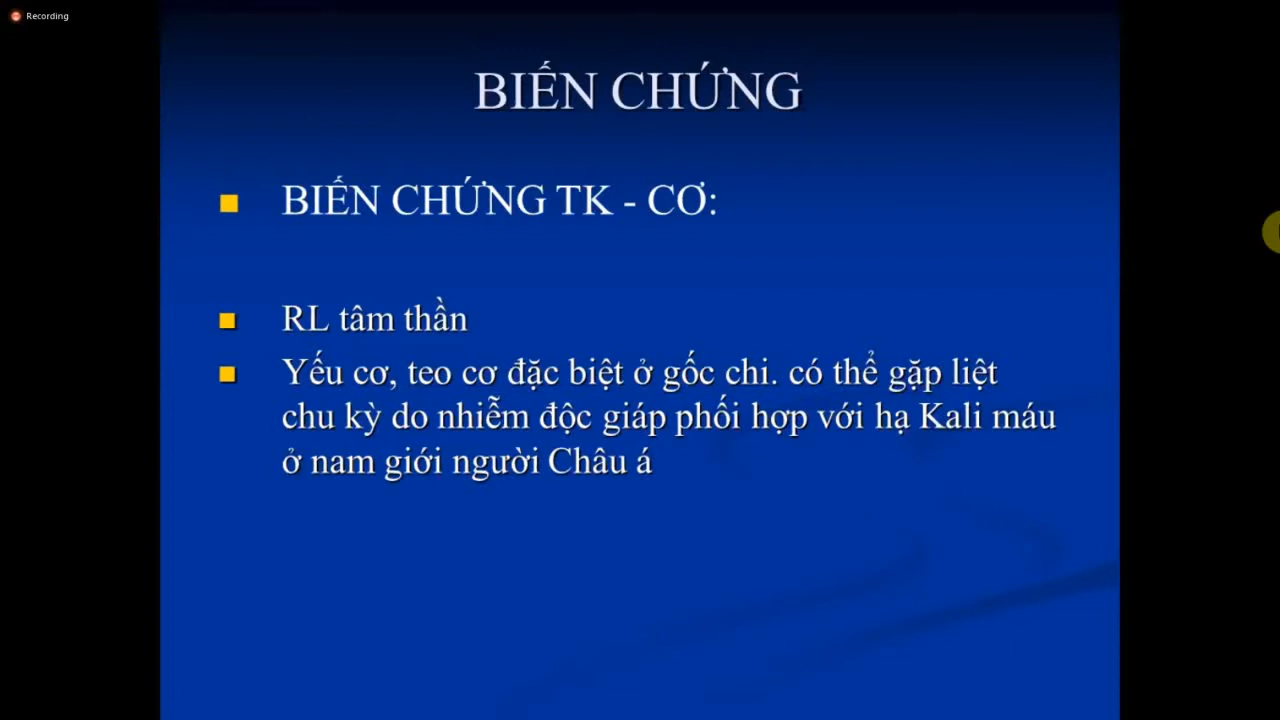 Recording
BIẾN CHỨNG
BIẾN CHỨNG TK - CƠ:
RL tâm thần
Yếu cơ, teo cơ đặc biệt ở gốc chi. có thể gặp liệt
chu kỳ do nhiễm độc giáp phối hợp với hạ Kali máu
ở nam giới người Châu á